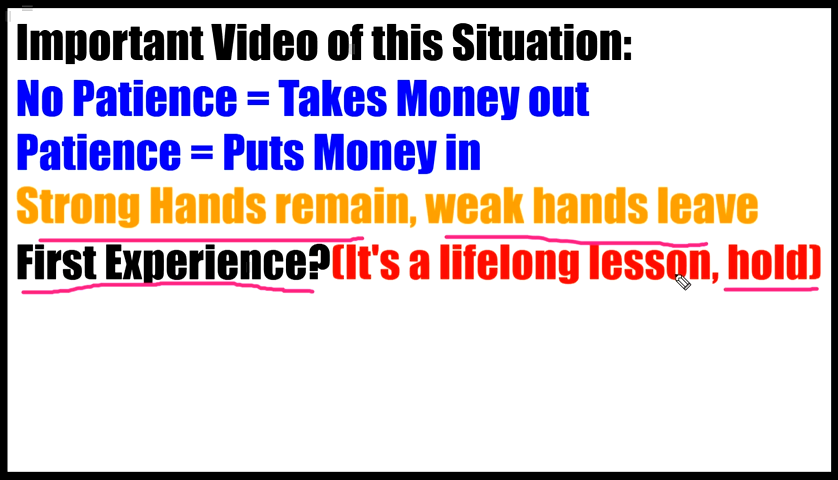 Important Video of this Situation:
No Patience = Takes Money out
Patience = Puts Money in
Strong Hands remain, weak hands leave
First Experience?(It's a lifelong lesson, hold)